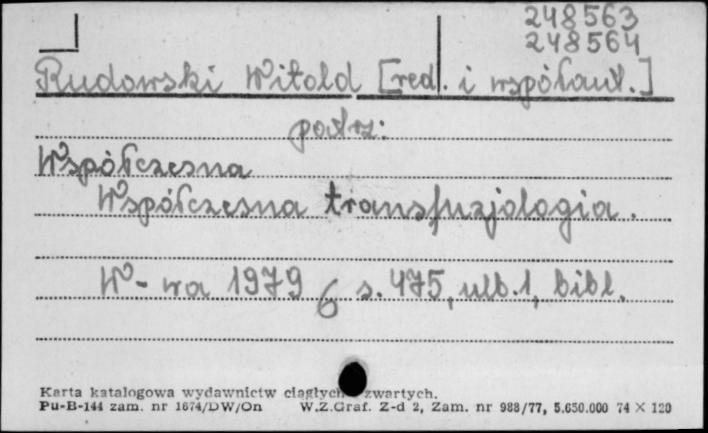 248563
248564
Rudowski Witold [red. i współaut.]
patrz:
Współczesna
Współczesna transfuzjologia.
W-wa 1979 s. 475, ulb. 1, bibl.
6
Karta katalogowa wydawnictw ciągłych zwartych.
Pu-B-144 zam. nr 1674/DW/On W.Z.Graf. Z-d 2, Zam. nr 988/77, 5.650.000 74 X 120